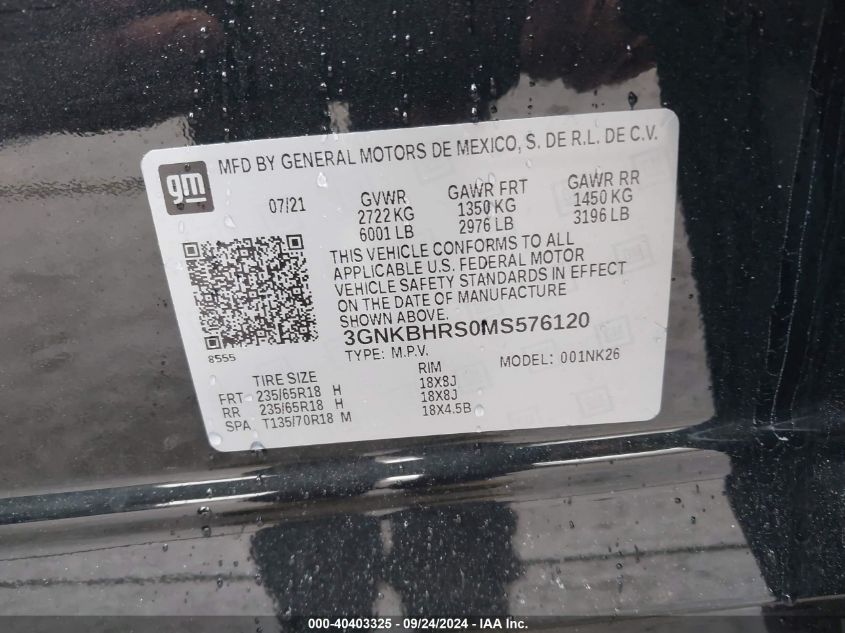 gm
MFD BY GENERAL MOTORS DE MEXICO, S. DE R.L. DE C.V.
07/21
GVWR
2722 KG
6001 LB
GAWR FRT
1350 KG
2976 LB
GAWR RR
1450 KG
3196 LB
THIS VEHICLE CONFORMS TO ALL
APPLICABLE U.S. FEDERAL MOTOR
VEHICLE SAFETY STANDARDS IN EFFECT
ON THE DATE OF MANUFACTURE
SHOWN ABOVE.
3GNKBHRS0MS576120
8555
TYPE: M.P.V.
MODEL: 001NK26
TIRE SIZE RIM
FRT 235/65R18 H 18X8J
RR 235/65R18 H 18X8J
SPA T135/70R18 M 18X4.5B
000-40403325 - 09/24/2024 - IAA Inc.